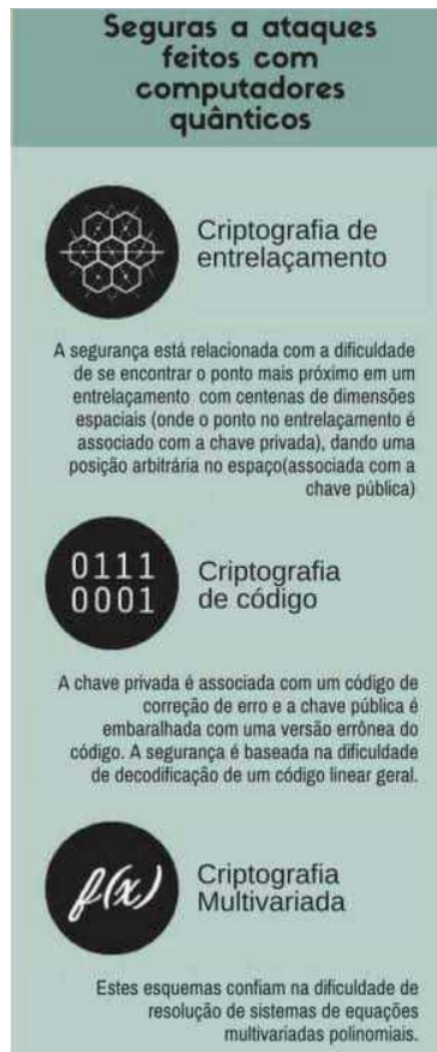 Seguras a ataques
feitos com
computadores
quânticos
Criptografia de
entrelaçamento
A segurança está relacionada com a dificuldade
de se encontrar o ponto mais próximo em um
entrelaçamento com centenas de dimensões
espaciais (onde o ponto no entrelaçamento é
associado com a chave privada), dando uma
posição arbitrária no espaço(associada com a
chave pública)
0111
0001
Criptografia
de código
A chave privada é associada com um código de
correção de erro e a chave pública é
embaralhada com uma versão errônea do
código. A segurança é baseada na dificuldade
de decodificação de um código linear geral.
f(x)
Criptografia
Multivariada
Estes esquemas confiam na dificuldade de
resolução de sistemas de equações
multivariadas polinomiais.